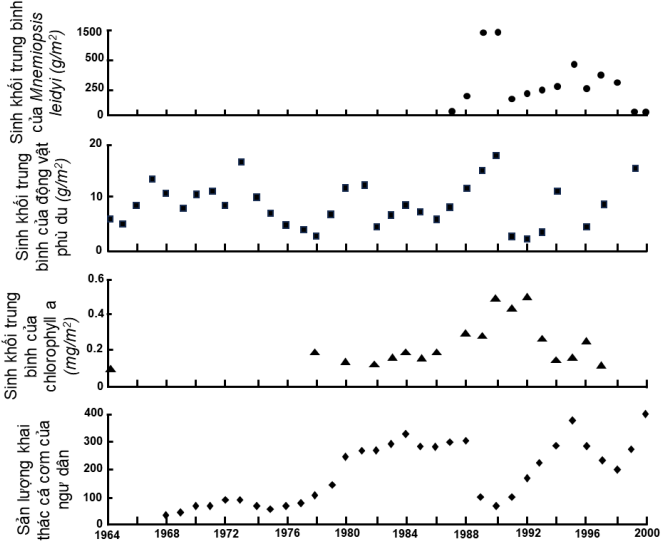 Sinh khối trung bình
của Mnemiopsis
leidyi (g/m²)
1500
500
250
0
Sinh khối trung
bình của động vật
phù du (g/m²)
20
10
0
Sinh khối trung
bình của
chlorophyll a
(mg/m²)
0.6
0.4
0.2
0
Sản lượng khai
thác cá cơm của
ngư dân
400
300
200
100
0
1964 1968 1972 1976 1980 1984 1988 1992 1996 2000